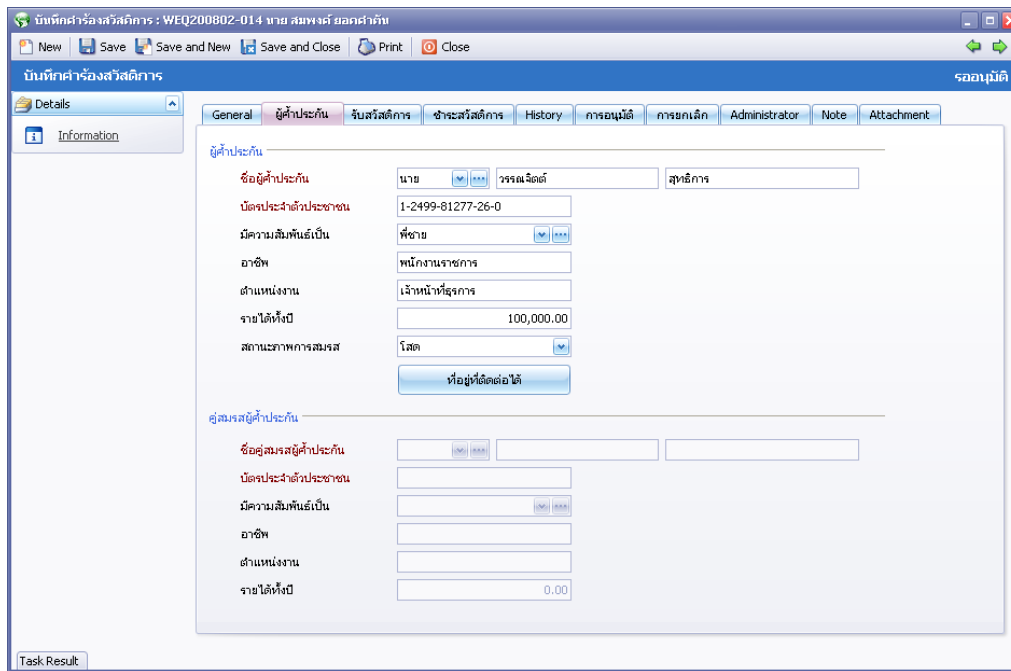 บันทึกคำร้องสวัสดิการ : WEQ200802-014 นาย สมพงศ์ ยอดคำตัน
New Save Save and New Save and Close Print Close
บันทึกคำร้องสวัสดิการ รออนุมัติ
Details
Information
General ผู้ค้ำประกัน รับสวัสดิการ ชำระสวัสดิการ History การอนุมัติ การยกเลิก Administrator Note Attachment
ผู้ค้ำประกัน
ชื่อผู้ค้ำประกัน นาย วรรณจิตต์ สุทธิการ
บัตรประจำตัวประชาชน 1-2499-81277-26-0
มีความสัมพันธ์เป็น พี่ชาย
อาชีพ พนักงานราชการ
ตำแหน่งงาน เจ้าหน้าที่ธุรการ
รายได้ทั้งปี 100,000.00
สถานะภาพการสมรส โสด
ที่อยู่ที่ติดต่อได้
คู่สมรสผู้ค้ำประกัน
ชื่อคู่สมรสผู้ค้ำประกัน
บัตรประจำตัวประชาชน
มีความสัมพันธ์เป็น
อาชีพ
ตำแหน่งงาน
รายได้ทั้งปี 0.00
Task Result